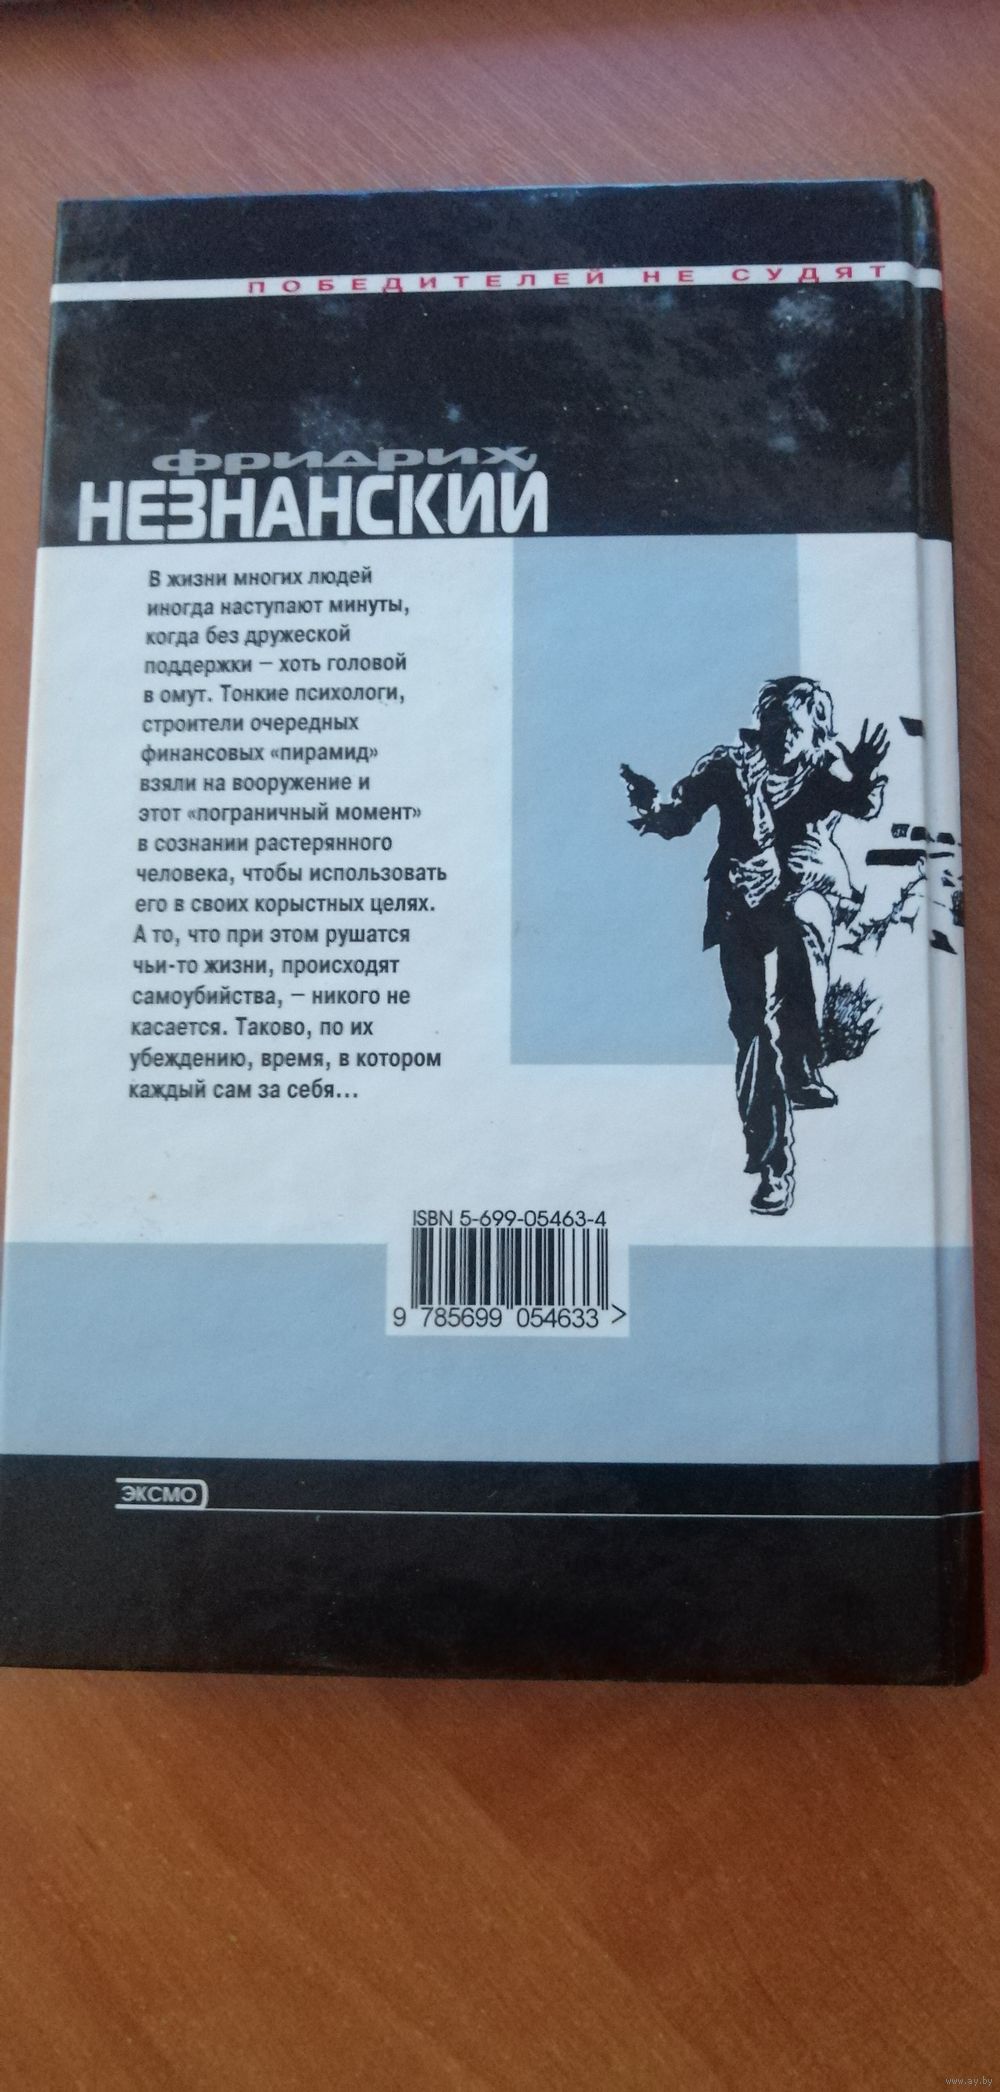 ПОБЕДИТЕЛЕЙ НЕ СУДЯТ
ФРИДРИХ
НЕЗНАНСКИЙ
В жизни многих людей
иногда наступают минуты,
когда без дружеской
поддержки – хоть головой
в омут. Тонкие психологи,
строители очередных
финансовых «пирамид»
взяли на вооружение и
этот «пограничный момент»
в сознании растерянного
человека, чтобы использовать
его в своих корыстных целях.
А то, что при этом рушатся
чьи-то жизни, происходят
самоубийства, – никого не
касается. Таково, по их
убеждению, время, в котором
каждый сам за себя...
ISBN 5-699-05463-4
9 785699 054633 >
ЭКСМО
www.ay.by